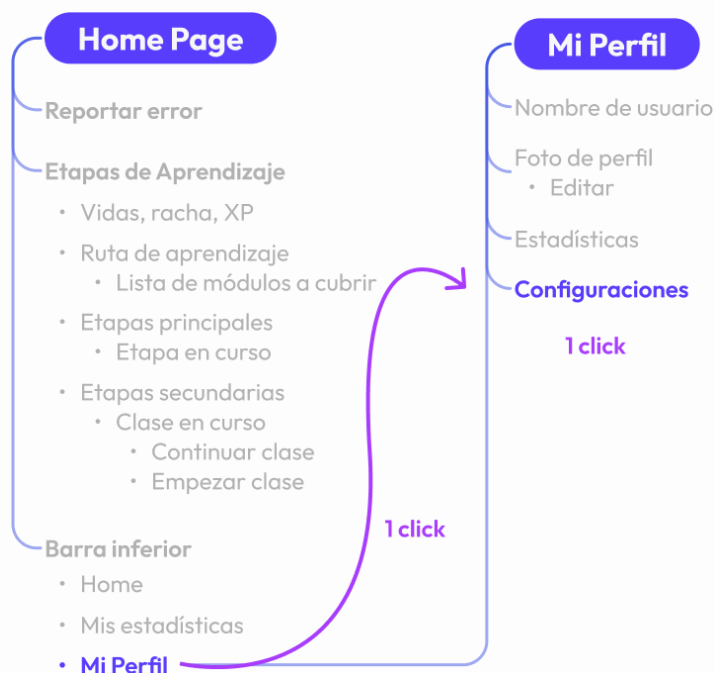 Home Page
Reportar error
Etapas de Aprendizaje
• Vidas, racha, XP
• Ruta de aprendizaje
• Lista de módulos a cubrir
• Etapas principales
• Etapa en curso
• Etapas secundarias
• Clase en curso
• Continuar clase
• Empezar clase
Barra inferior
• Home
• Mis estadísticas
• Mi Perfil
1 click
Mi Perfil
Nombre de usuario
Foto de perfil
• Editar
Estadísticas
Configuraciones
1 click